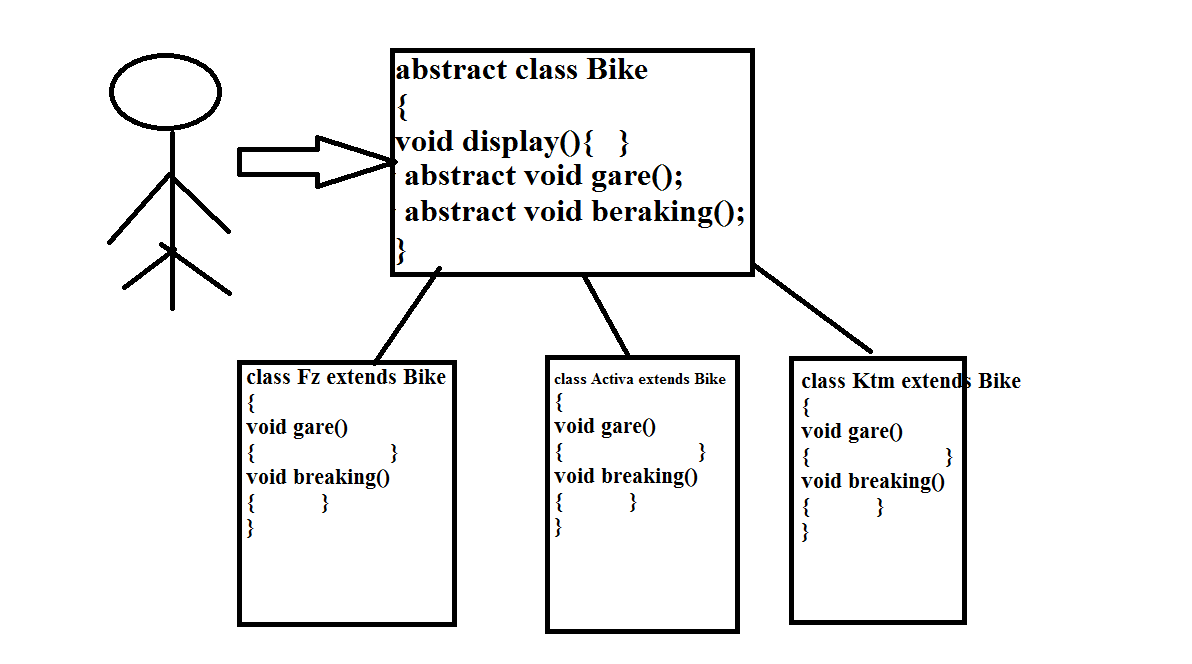 abstract class Bike
{
void display(){ }
abstract void gare();
abstract void beraking();
}
class Fz extends Bike
{
void gare()
{ }
void breaking()
{ }
}
class Activa extends Bike
{
void gare()
{ }
void breaking()
{ }
}
class Ktm extends Bike
{
void gare()
{ }
void breaking()
{ }
}